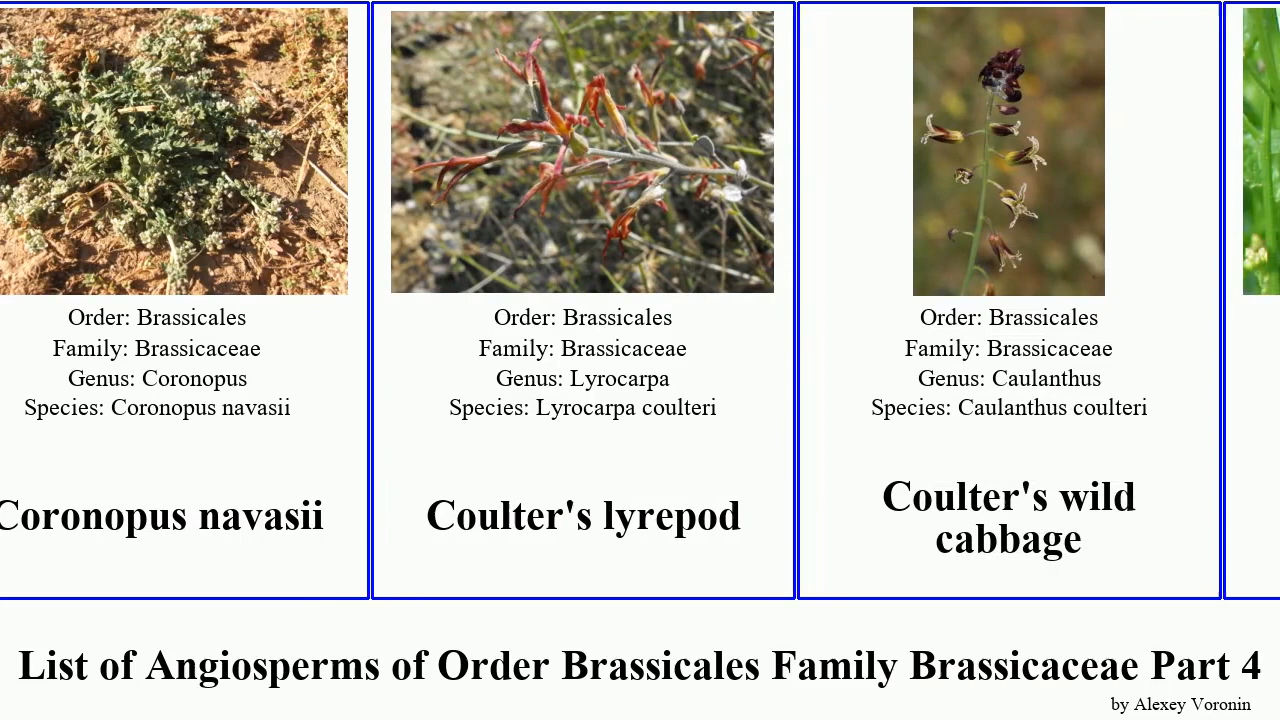 Order: Brassicales
Family: Brassicaceae
Genus: Coronopus
Species: Coronopus navasii
Coronopus navasii
Order: Brassicales
Family: Brassicaceae
Genus: Lyrocarpa
Species: Lyrocarpa coulteri
Coulter's lyrepod
Order: Brassicales
Family: Brassicaceae
Genus: Caulanthus
Species: Caulanthus coulteri
Coulter's wild
cabbage
List of Angiosperms of Order Brassicales Family Brassicaceae Part 4
by Alexey Voronin